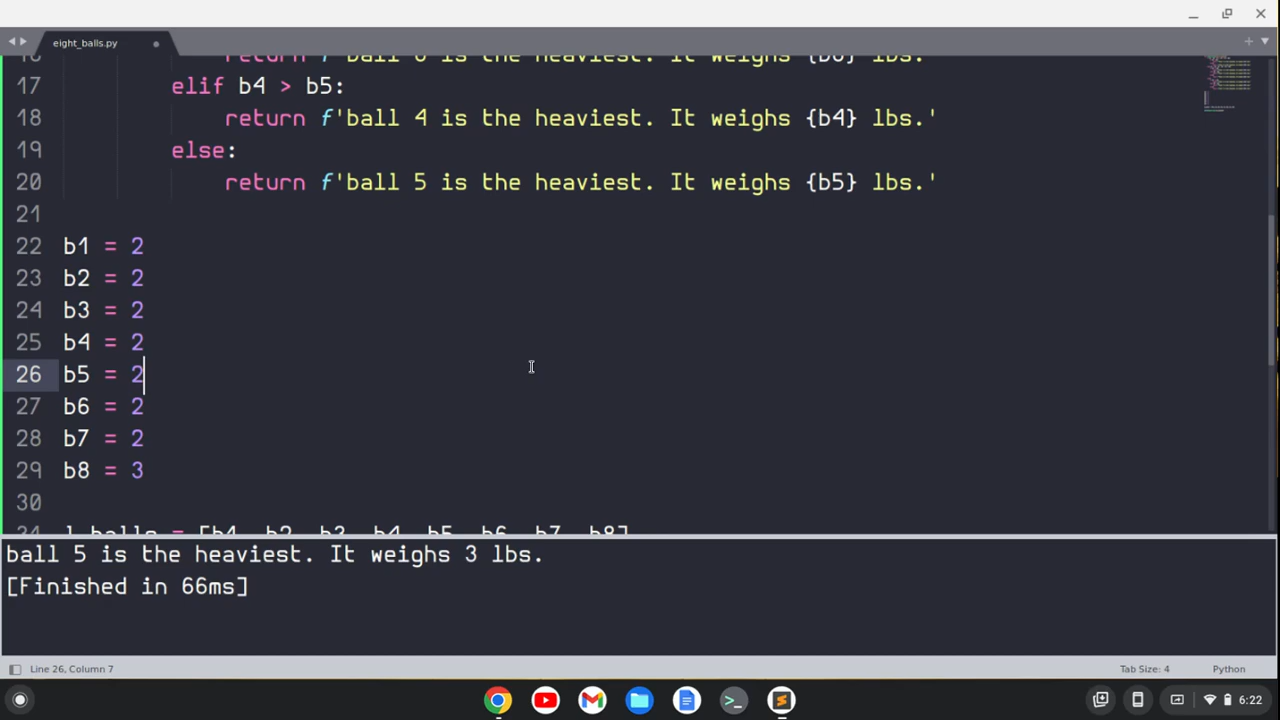 eight_balls.py
17 elif b4 > b5:
18 return f'ball 4 is the heaviest. It weighs {b4} lbs.'
19 else:
20 return f'ball 5 is the heaviest. It weighs {b5} lbs.'
21
22 b1 = 2
23 b2 = 2
24 b3 = 2
25 b4 = 2
26 b5 = 2
27 b6 = 2
28 b7 = 2
29 b8 = 3
30
ball 5 is the heaviest. It weighs 3 lbs.
[Finished in 66ms]
Line 26, Column 7
Tab Size: 4
Python
6:22